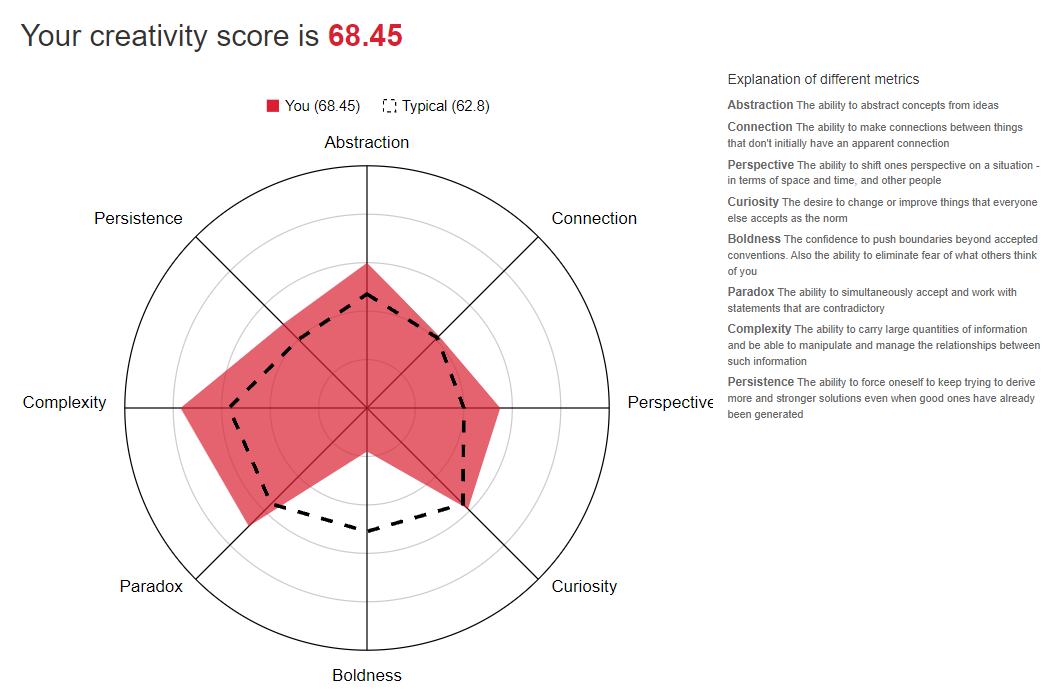 Your creativity score is 68.45
You (68.45)
Typical (62.8)
Abstraction
Persistence
Connection
Complexity
Perspective
Paradox
Curiosity
Boldness
Explanation of different metrics
Abstraction The ability to abstract concepts from ideas
Connection The ability to make connections between things
that don't initially have an apparent connection
Perspective The ability to shift ones perspective on a situation -
in terms of space and time, and other people
Curiosity The desire to change or improve things that everyone
else accepts as the norm
Boldness The confidence to push boundaries beyond accepted
conventions. Also the ability to eliminate fear of what others think
of you
Paradox The ability to simultaneously accept and work with
statements that are contradictory
Complexity The ability to carry large quantities of information
and be able to manipulate and manage the relationships between
such information
Persistence The ability to force oneself to keep trying to derive
more and stronger solutions even when good ones have already
been generated